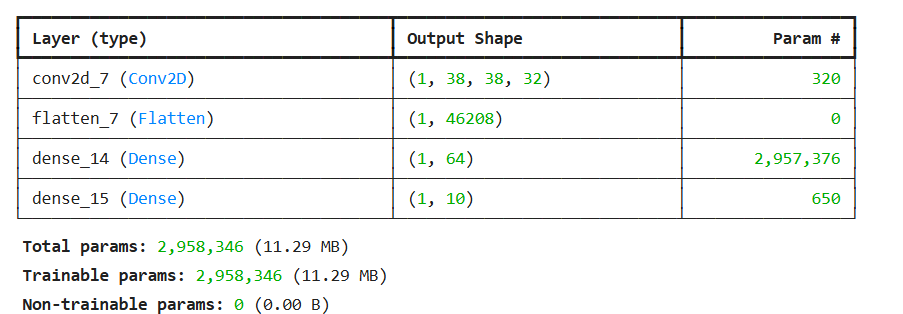 Layer (type) Output Shape Param #
conv2d_7 (Conv2D) (1, 38, 38, 32) 320
flatten_7 (Flatten) (1, 46208) 0
dense_14 (Dense) (1, 64) 2,957,376
dense_15 (Dense) (1, 10) 650
Total params: 2,958,346 (11.29 MB)
Trainable params: 2,958,346 (11.29 MB)
Non-trainable params: 0 (0.00 B)